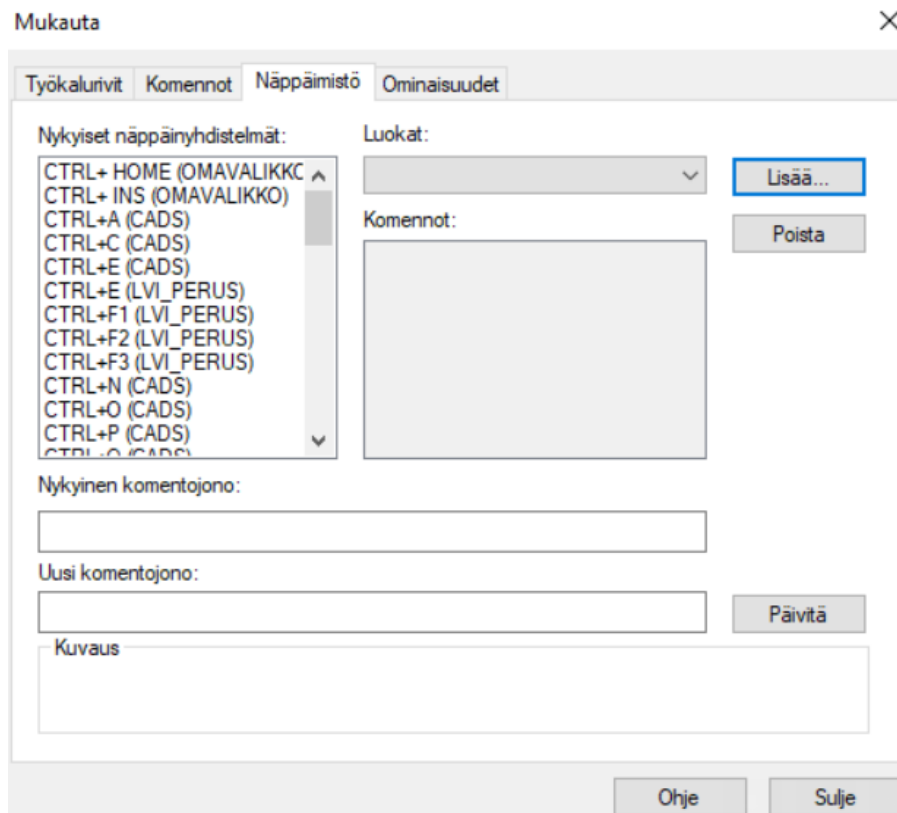 Mukauta
Työkalurivit Komennot Näppäimistö Ominaisuudet
Nykyiset näppäinyhdistelmät:
CTRL+ HOME (OMAVALIKKO
CTRL+ INS (OMAVALIKKO)
CTRL+A (CADS)
CTRL+C (CADS)
CTRL+E (CADS)
CTRL+E (LVI_PERUS)
CTRL+F1 (LVI_PERUS)
CTRL+F2 (LVI_PERUS)
CTRL+F3 (LVI_PERUS)
CTRL+N (CADS)
CTRL+O (CADS)
CTRL+P (CADS)
Luokat:
Komennot:
Lisää...
Poista
Nykyinen komentojono:
Uusi komentojono:
Päivitä
Kuvaus
Ohje Sulje